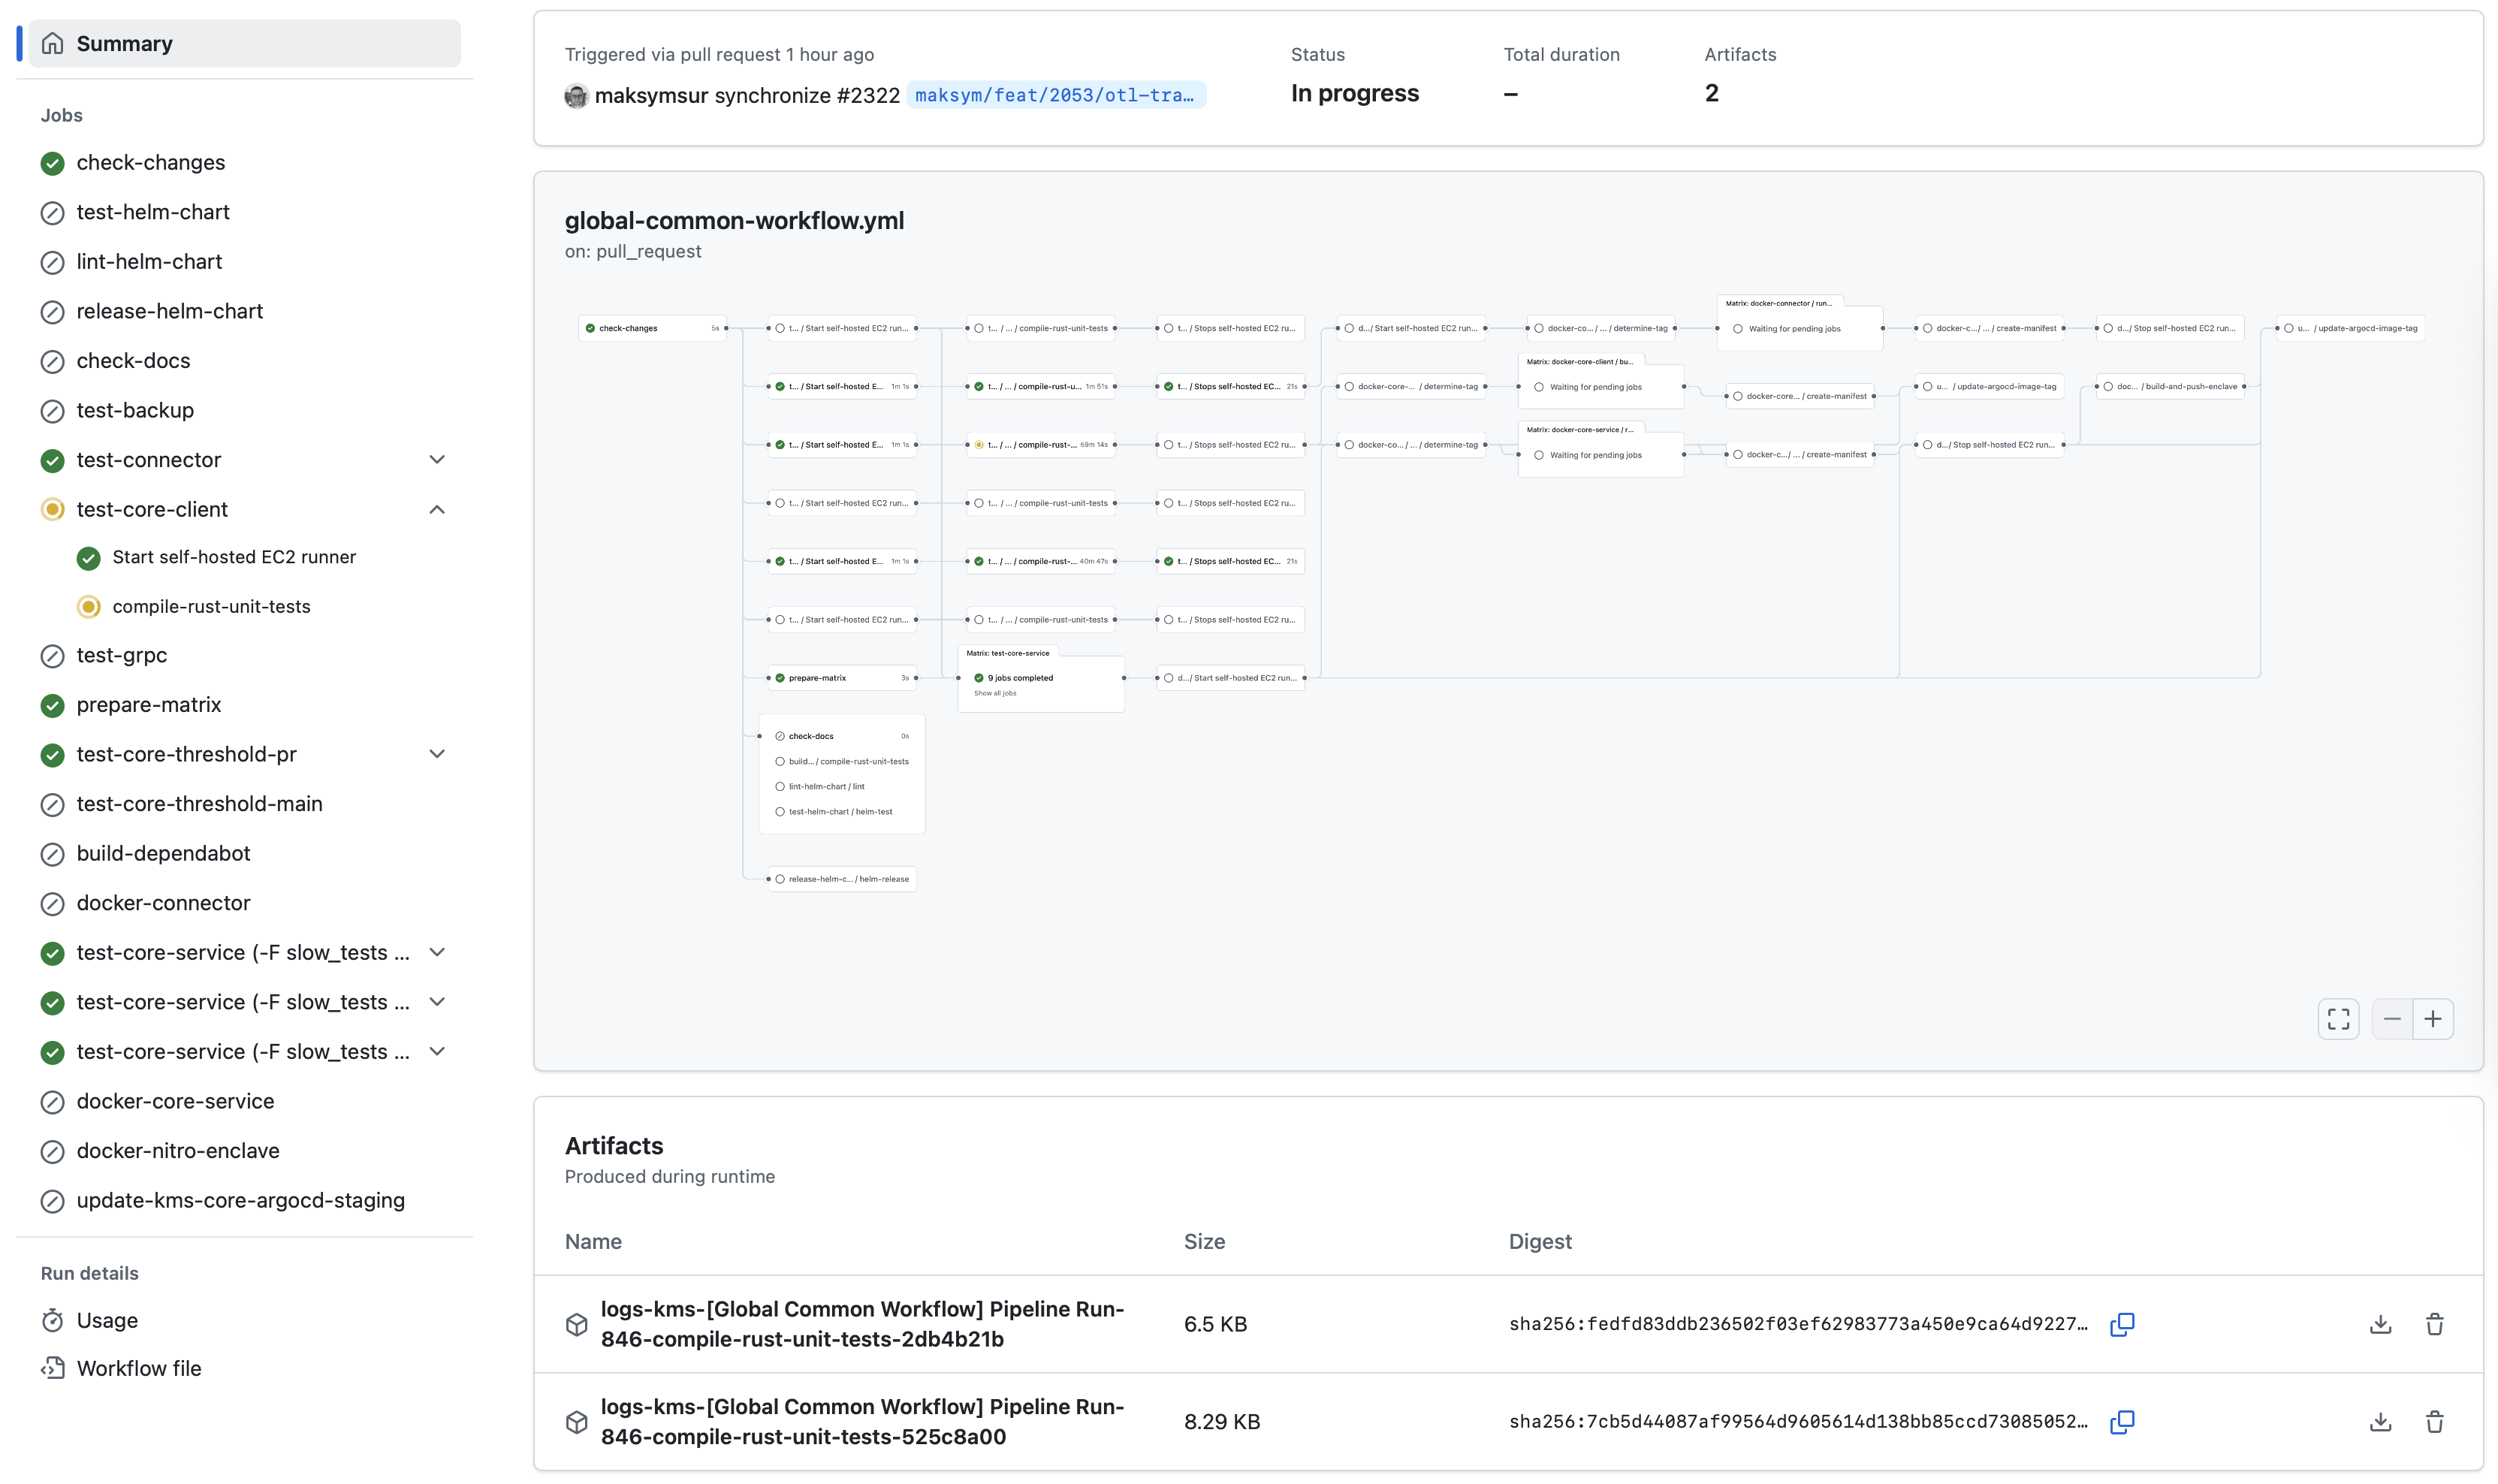 Summary
Jobs
check-changes
test-helm-chart
lint-helm-chart
release-helm-chart
check-docs
test-backup
test-connector
test-core-client
Start self-hosted EC2 runner
compile-rust-unit-tests
test-grpc
prepare-matrix
test-core-threshold-pr
test-core-threshold-main
build-dependabot
docker-connector
test-core-service (-F slow_tests ...
test-core-service (-F slow_tests ...
test-core-service (-F slow_tests ...
docker-core-service
docker-nitro-enclave
update-kms-core-argocd-staging
Run details
Usage
Workflow file
Triggered via pull request 1 hour ago
maksymsur synchronize #2322 maksym/feat/2053/otl-tra…
Status
In progress
Total duration
–
Artifacts
2
global-common-workflow.yml
on: pull_request
check-changes 5s
t... / Start self-hosted EC2 run...
t... / ... / compile-rust-unit-tests
t... / Stops self-hosted EC2 ru...
d.../ Start self-hosted EC2 run...
docker-co... / ... / determine-tag
Matrix: docker-connector / run...
Waiting for pending jobs
docker-c.../ ... / create-manifest
d.../ Stop self-hosted EC2 run...
u... / update-argocd-image-tag
t... / Start self-hosted E... 1m 1s
t... / ... / compile-rust-u... 1m 51s
t... / Stops self-hosted EC... 21s
docker-core-... / determine-tag
Matrix: docker-core-client / bu...
Waiting for pending jobs
docker-core... / create-manifest
u... / update-argocd-image-tag
doc... / build-and-push-enclave
t... / Start self-hosted E... 1m 1s
t... / ... / compile-rust-... 69m 14s
t... / Stops self-hosted EC2 ru...
docker-co... / ... / determine-tag
Matrix: docker-core-service / r...
Waiting for pending jobs
docker-c.../ ... / create-manifest
d.../ Stop self-hosted EC2 run...
t... / Start self-hosted EC2 run...
t... / ... / compile-rust-unit-tests
t... / Stops self-hosted EC2 ru...
t... / Start self-hosted E... 1m 1s
t... / ... / compile-rust-... 40m 47s
t... / Stops self-hosted EC... 21s
t... / Start self-hosted EC2 run...
t... / ... / compile-rust-unit-tests
t... / Stops self-hosted EC2 ru...
prepare-matrix 3s
Matrix: test-core-service
9 jobs completed
Show all jobs
d.../ Start self-hosted EC2 run...
check-docs 0s
build... / compile-rust-unit-tests
lint-helm-chart / lint
test-helm-chart / helm-test
release-helm-c... / helm-release
Artifacts
Produced during runtime
Name Size Digest
logs-kms-[Global Common Workflow] Pipeline Run-
846-compile-rust-unit-tests-2db4b21b
6.5 KB
sha256:fedfd83ddb236502f03ef62983773a450e9ca64d9227…
logs-kms-[Global Common Workflow] Pipeline Run-
846-compile-rust-unit-tests-525c8a00
8.29 KB
sha256:7cb5d44087af99564d9605614d138bb85ccd73085052…